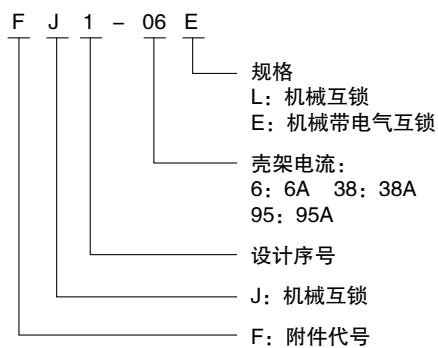 F J 1 – 06 E
规格
L：机械互锁
E：机械带电气互锁
壳架电流：
6：6A 38：38A
95：95A
设计序号
J：机械互锁
F：附件代号